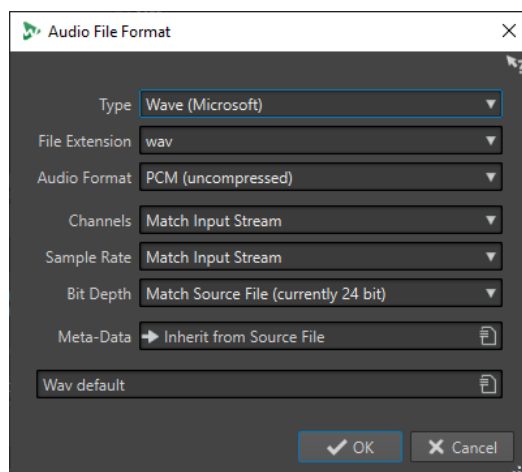 Audio File Format
Type Wave (Microsoft)
File Extension wav
Audio Format PCM (uncompressed)
Channels Match Input Stream
Sample Rate Match Input Stream
Bit Depth Match Source File (currently 24 bit)
Meta-Data Inherit from Source File
Wav default
OK Cancel